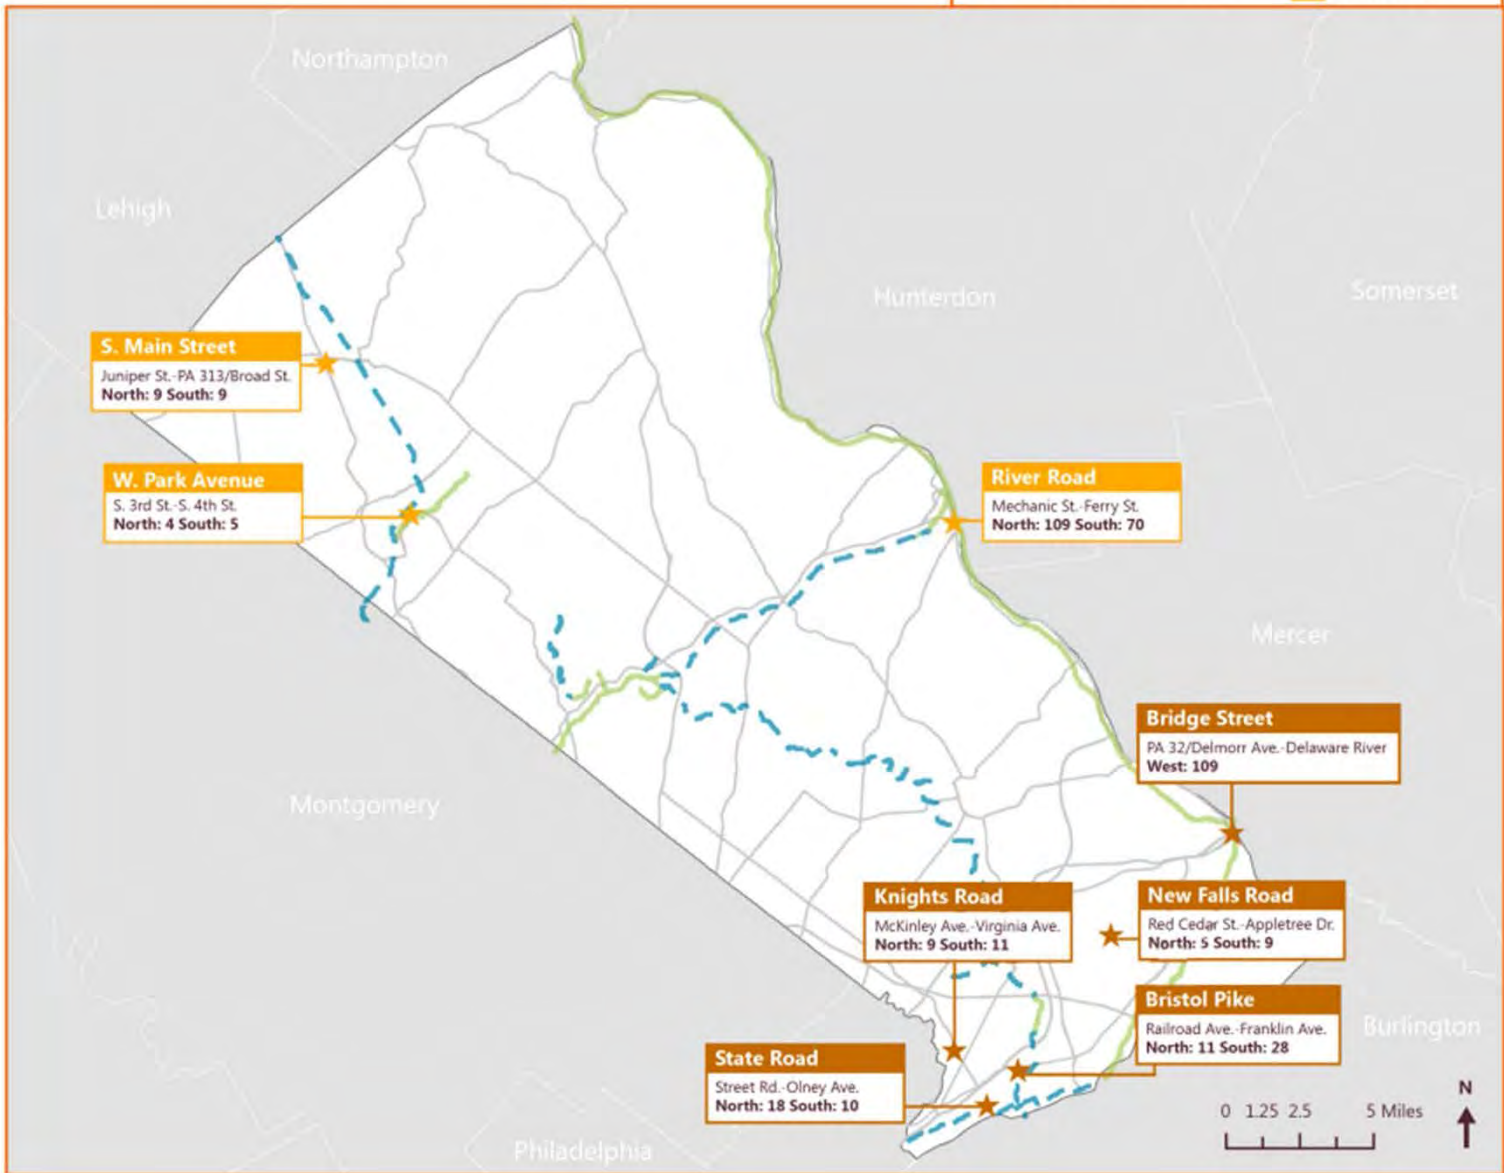 Northampton
Lehigh
Hunterdon
Somerset
S. Main Street
Juniper St.-PA 313/Broad St.
North: 9 South: 9
W. Park Avenue
S. 3rd St.-S. 4th St.
North: 4 South: 5
River Road
Mechanic St.-Ferry St.
North: 109 South: 70
Mercer
Bridge Street
PA 32/Delmorr Ave.-Delaware River
West: 109
Montgomery
Knights Road
McKinley Ave.-Virginia Ave.
North: 9 South: 11
New Falls Road
Red Cedar St.-Appletree Dr.
North: 5 South: 9
Bristol Pike
Railroad Ave.-Franklin Ave.
North: 11 South: 28
Burlington
State Road
Street Rd.-Olney Ave.
North: 18 South: 10
Philadelphia
0 1.25 2.5 5 Miles
N